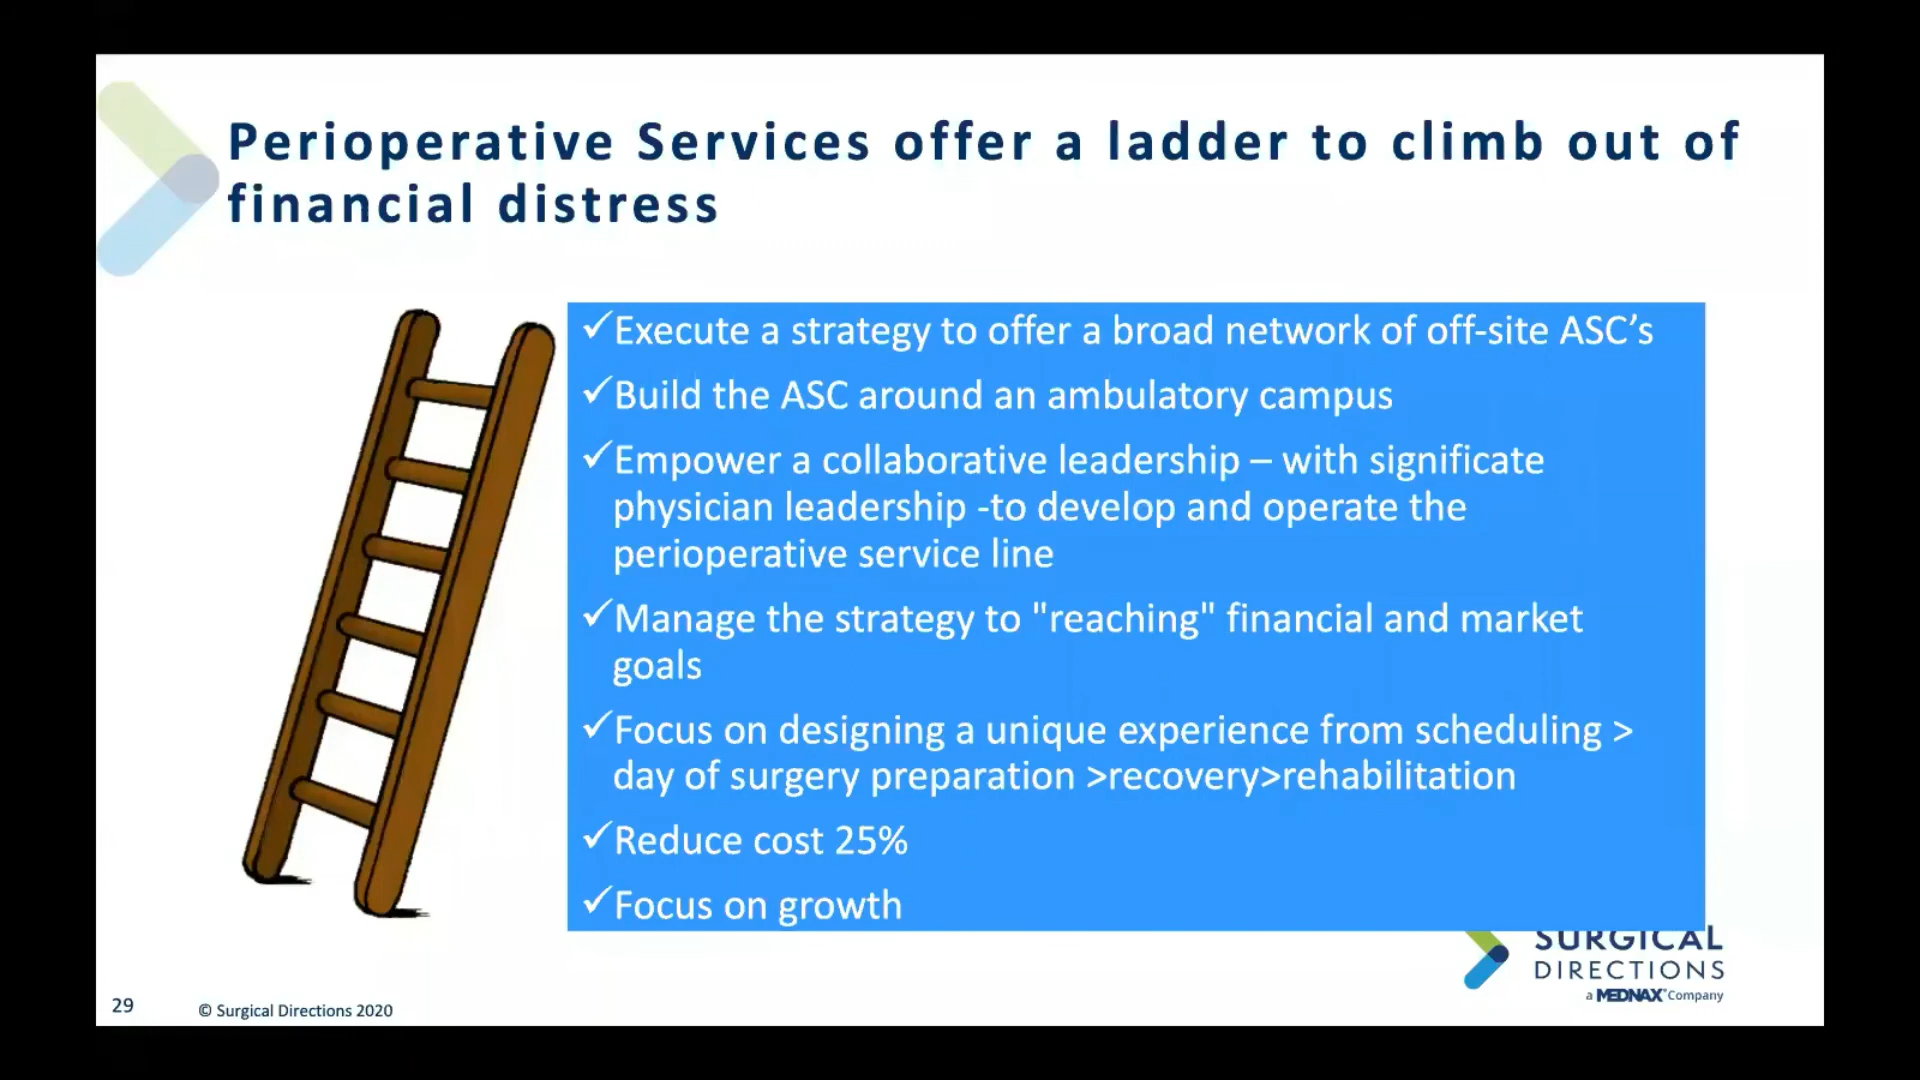 Perioperative Services offer a ladder to climb out of
financial distress
✓Execute a strategy to offer a broad network of off-site ASC’s
✓Build the ASC around an ambulatory campus
✓Empower a collaborative leadership – with significate
physician leadership -to develop and operate the
perioperative service line
✓Manage the strategy to "reaching" financial and market
goals
✓Focus on designing a unique experience from scheduling >
day of surgery preparation >recovery>rehabilitation
✓Reduce cost 25%
✓Focus on growth
SURGICAL
DIRECTIONS
a MEDNAX® Company
29
© Surgical Directions 2020